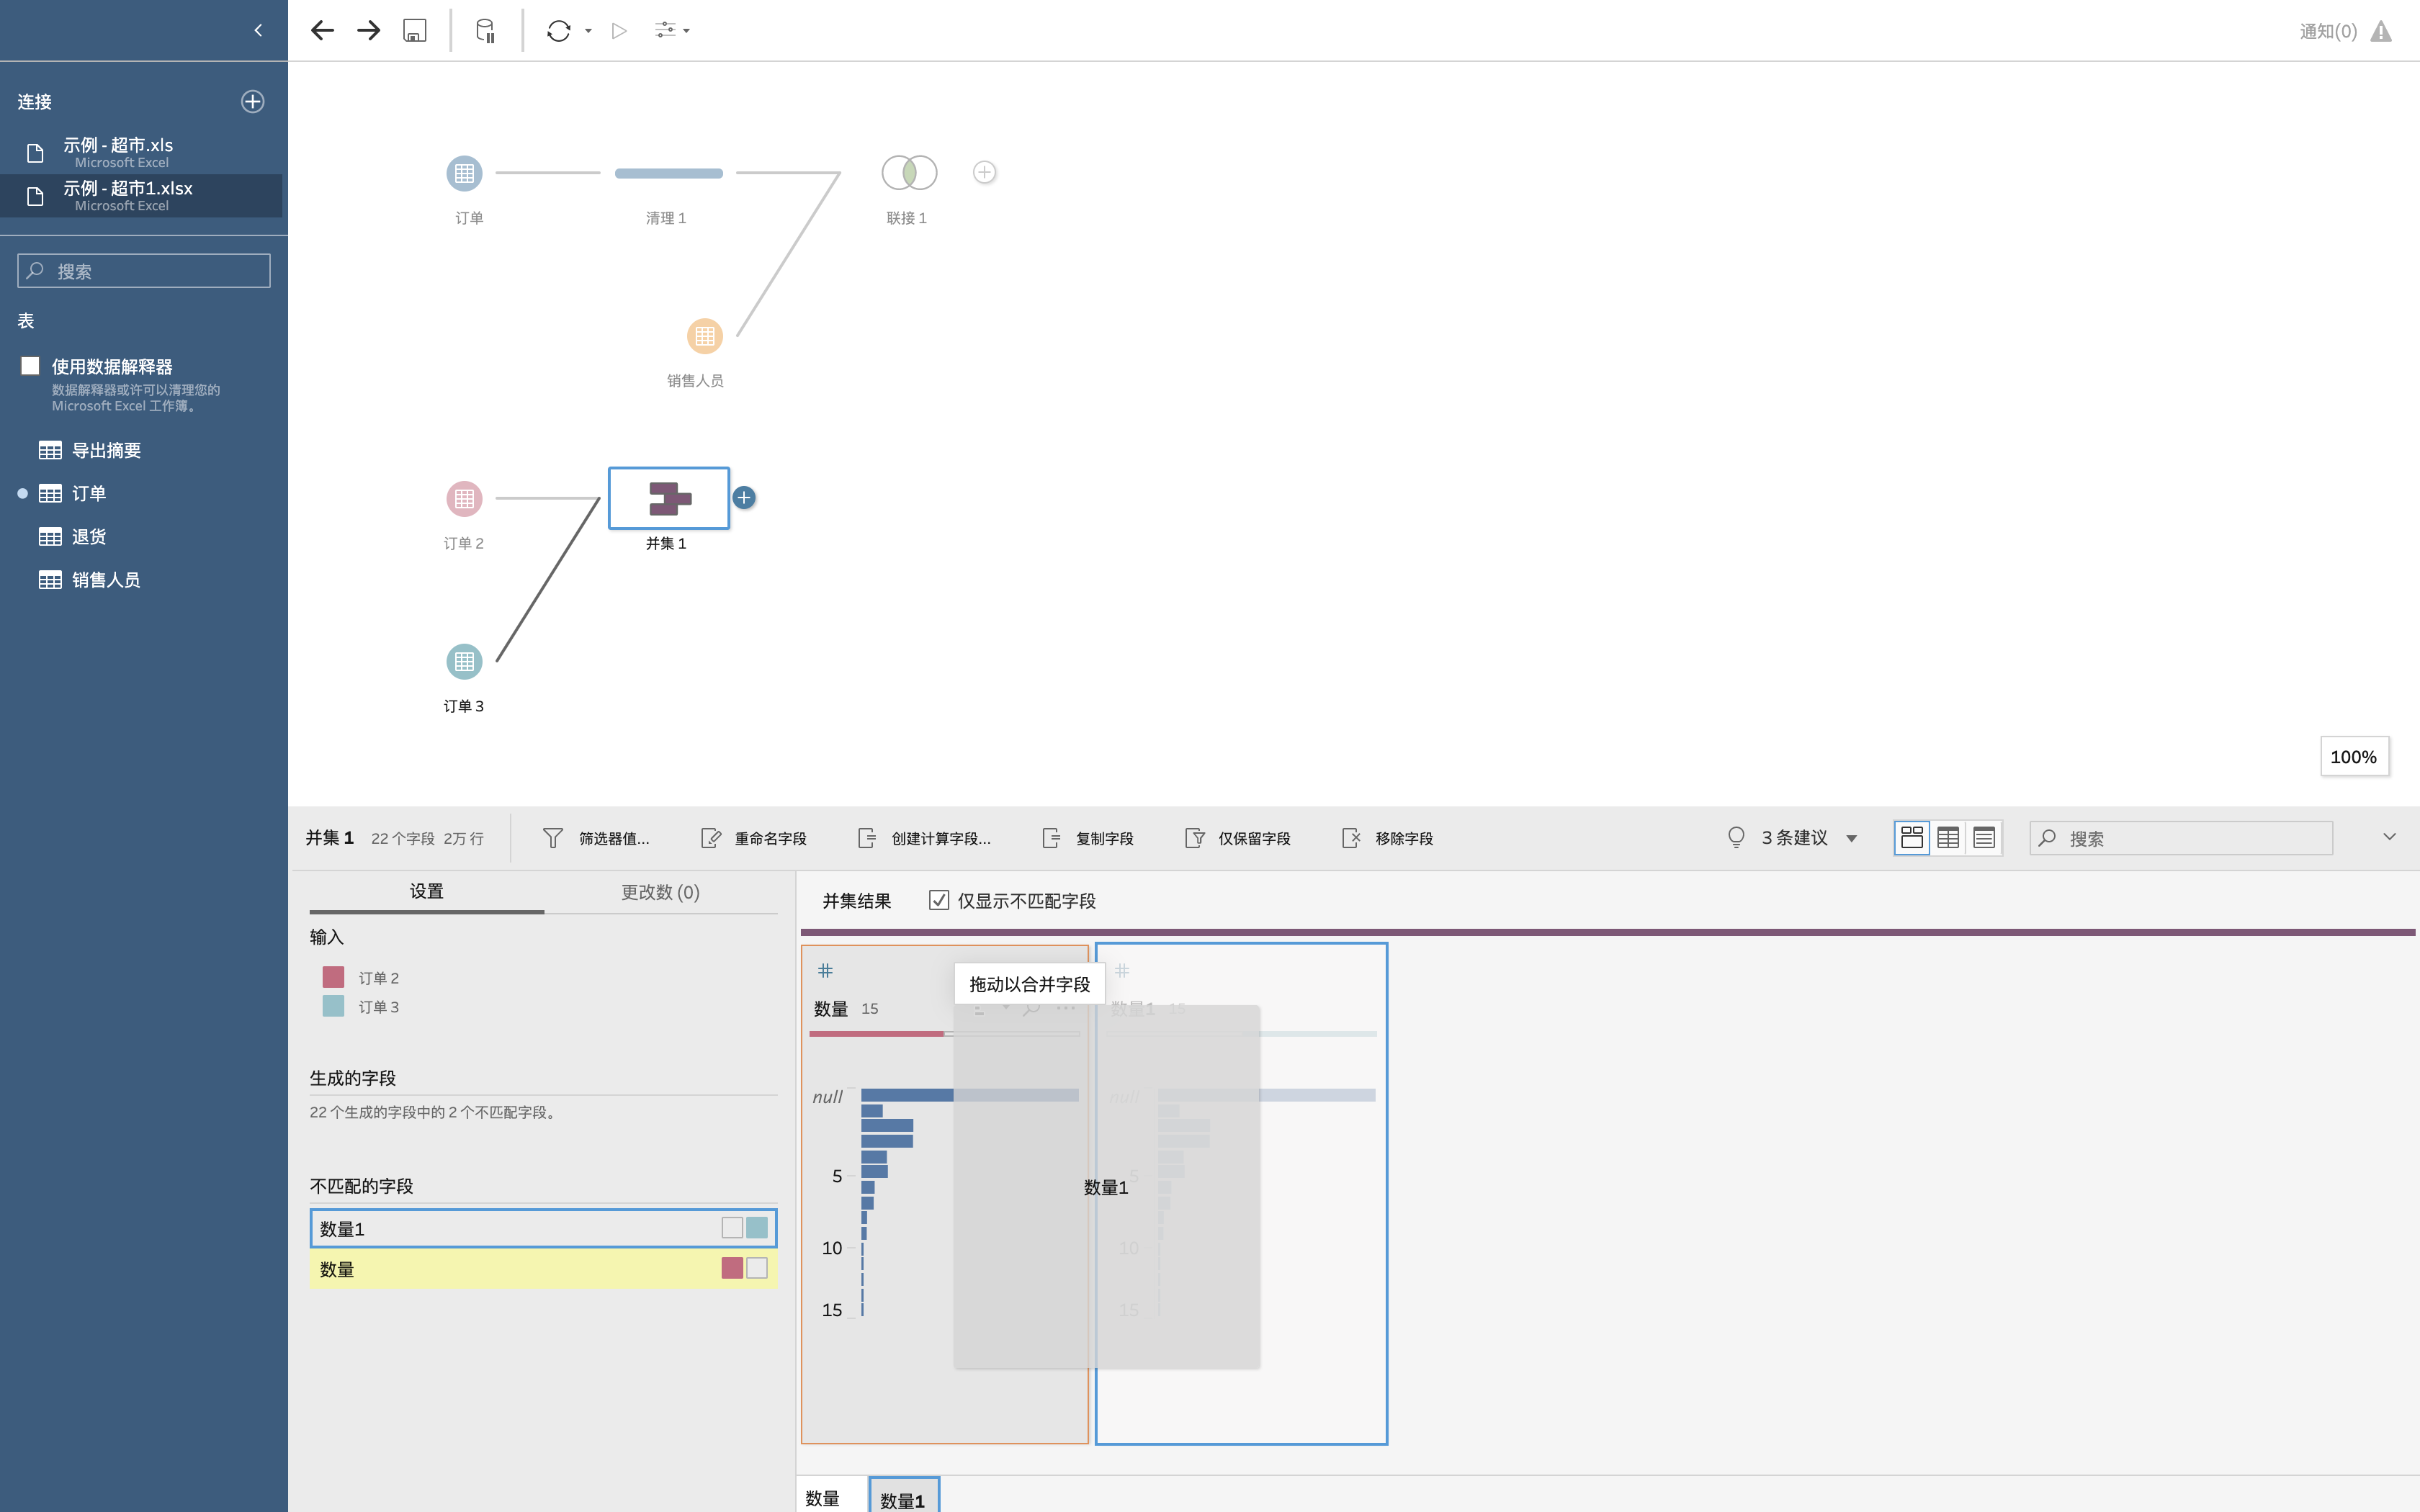 通知(0)
连接
示例 - 超市.xls
Microsoft Excel
示例 - 超市1.xlsx
Microsoft Excel
搜索
表
使用数据解释器
数据解释器或许可以清理您的
Microsoft Excel 工作簿。
导出摘要
订单
退货
销售人员
订单
清理 1
联接 1
销售人员
订单 2
并集 1
订单 3
100%
并集 1 22 个字段 2万 行
筛选器值...
重命名字段
创建计算字段...
复制字段
仅保留字段
移除字段
3 条建议
搜索
设置
更改数 (0)
输入
订单 2
订单 3
生成的字段
22 个生成的字段中的 2 个不匹配字段。
不匹配的字段
数量1
数量
并集结果
仅显示不匹配字段
拖动以合并字段
数量 15
数量1 15
null
5
10
15
null
5
10
15
数量1
数量
数量1